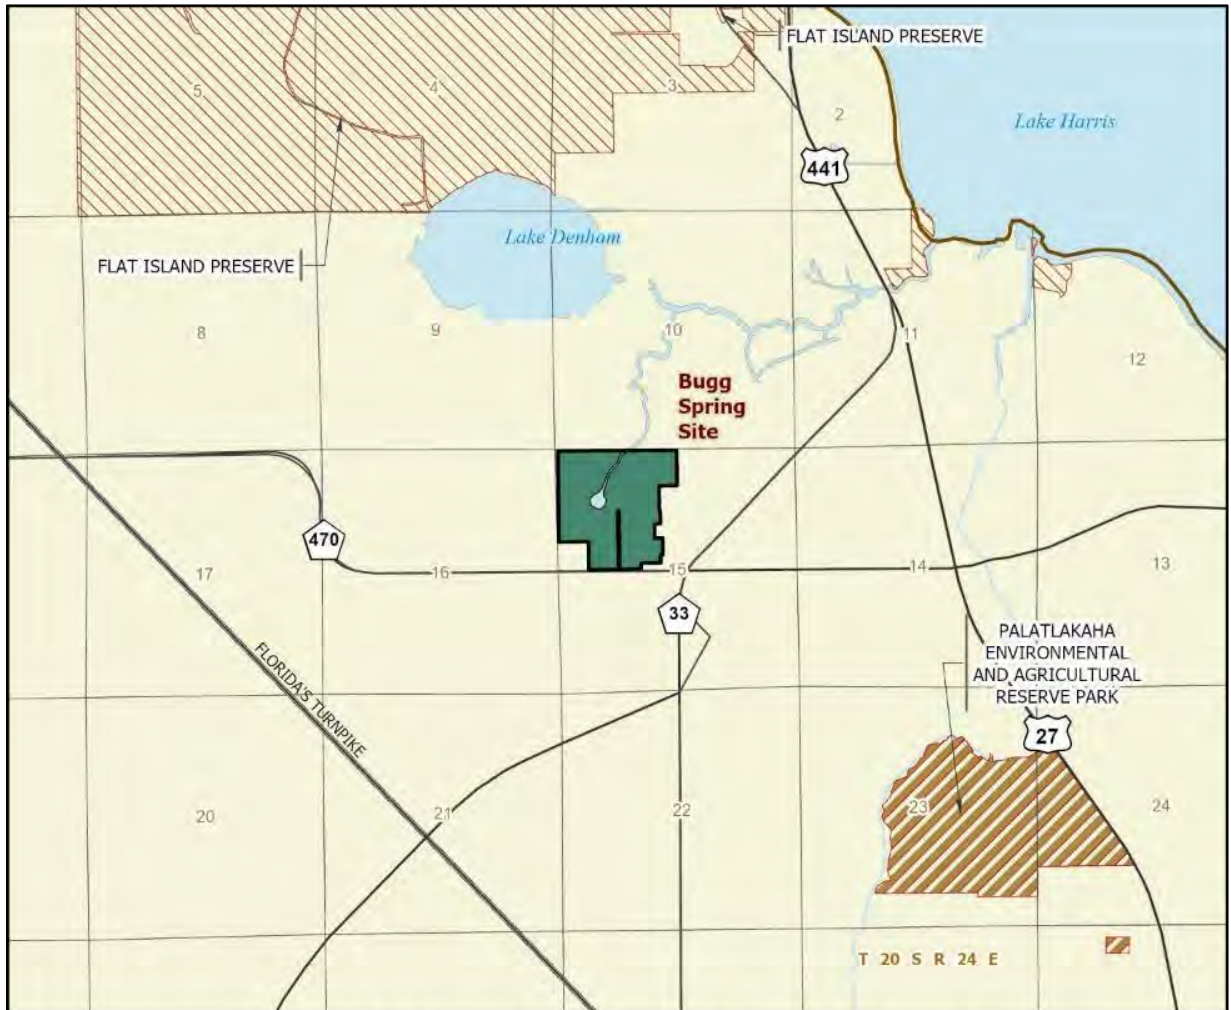 FLAT ISLAND PRESERVE
5
4
3
2
Lake Harris
441
Lake Denham
FLAT ISLAND PRESERVE
8
9
10
11
12
Bugg
Spring
Site
470
17
16
15
14
13
33
PALATLAKAHA
ENVIRONMENTAL
AND AGRICULTURAL
RESERVE PARK
FLORIDA'S TURNPIKE
27
20
21
22
23
24
T 20 S R 24 E